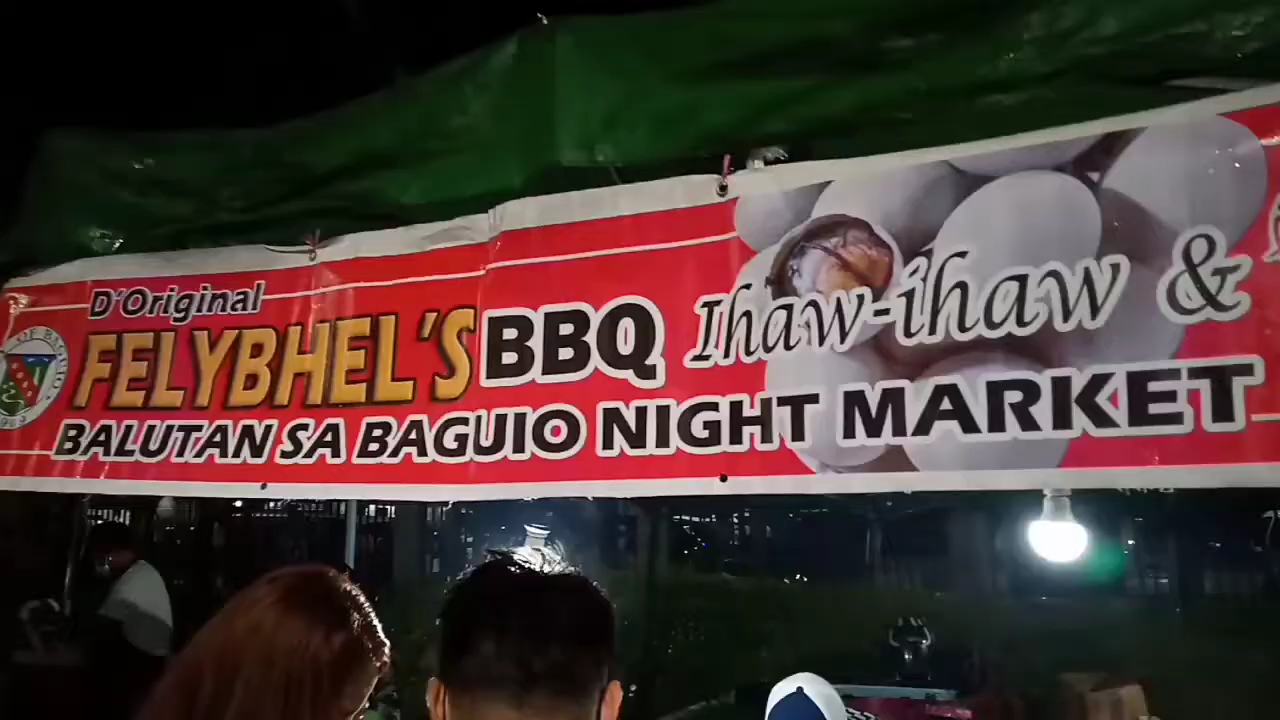 D'Original
FELYBHEL'S BBQ Ihaw-ihaw &
BALUTAN SA BAGUIO NIGHT MARKET